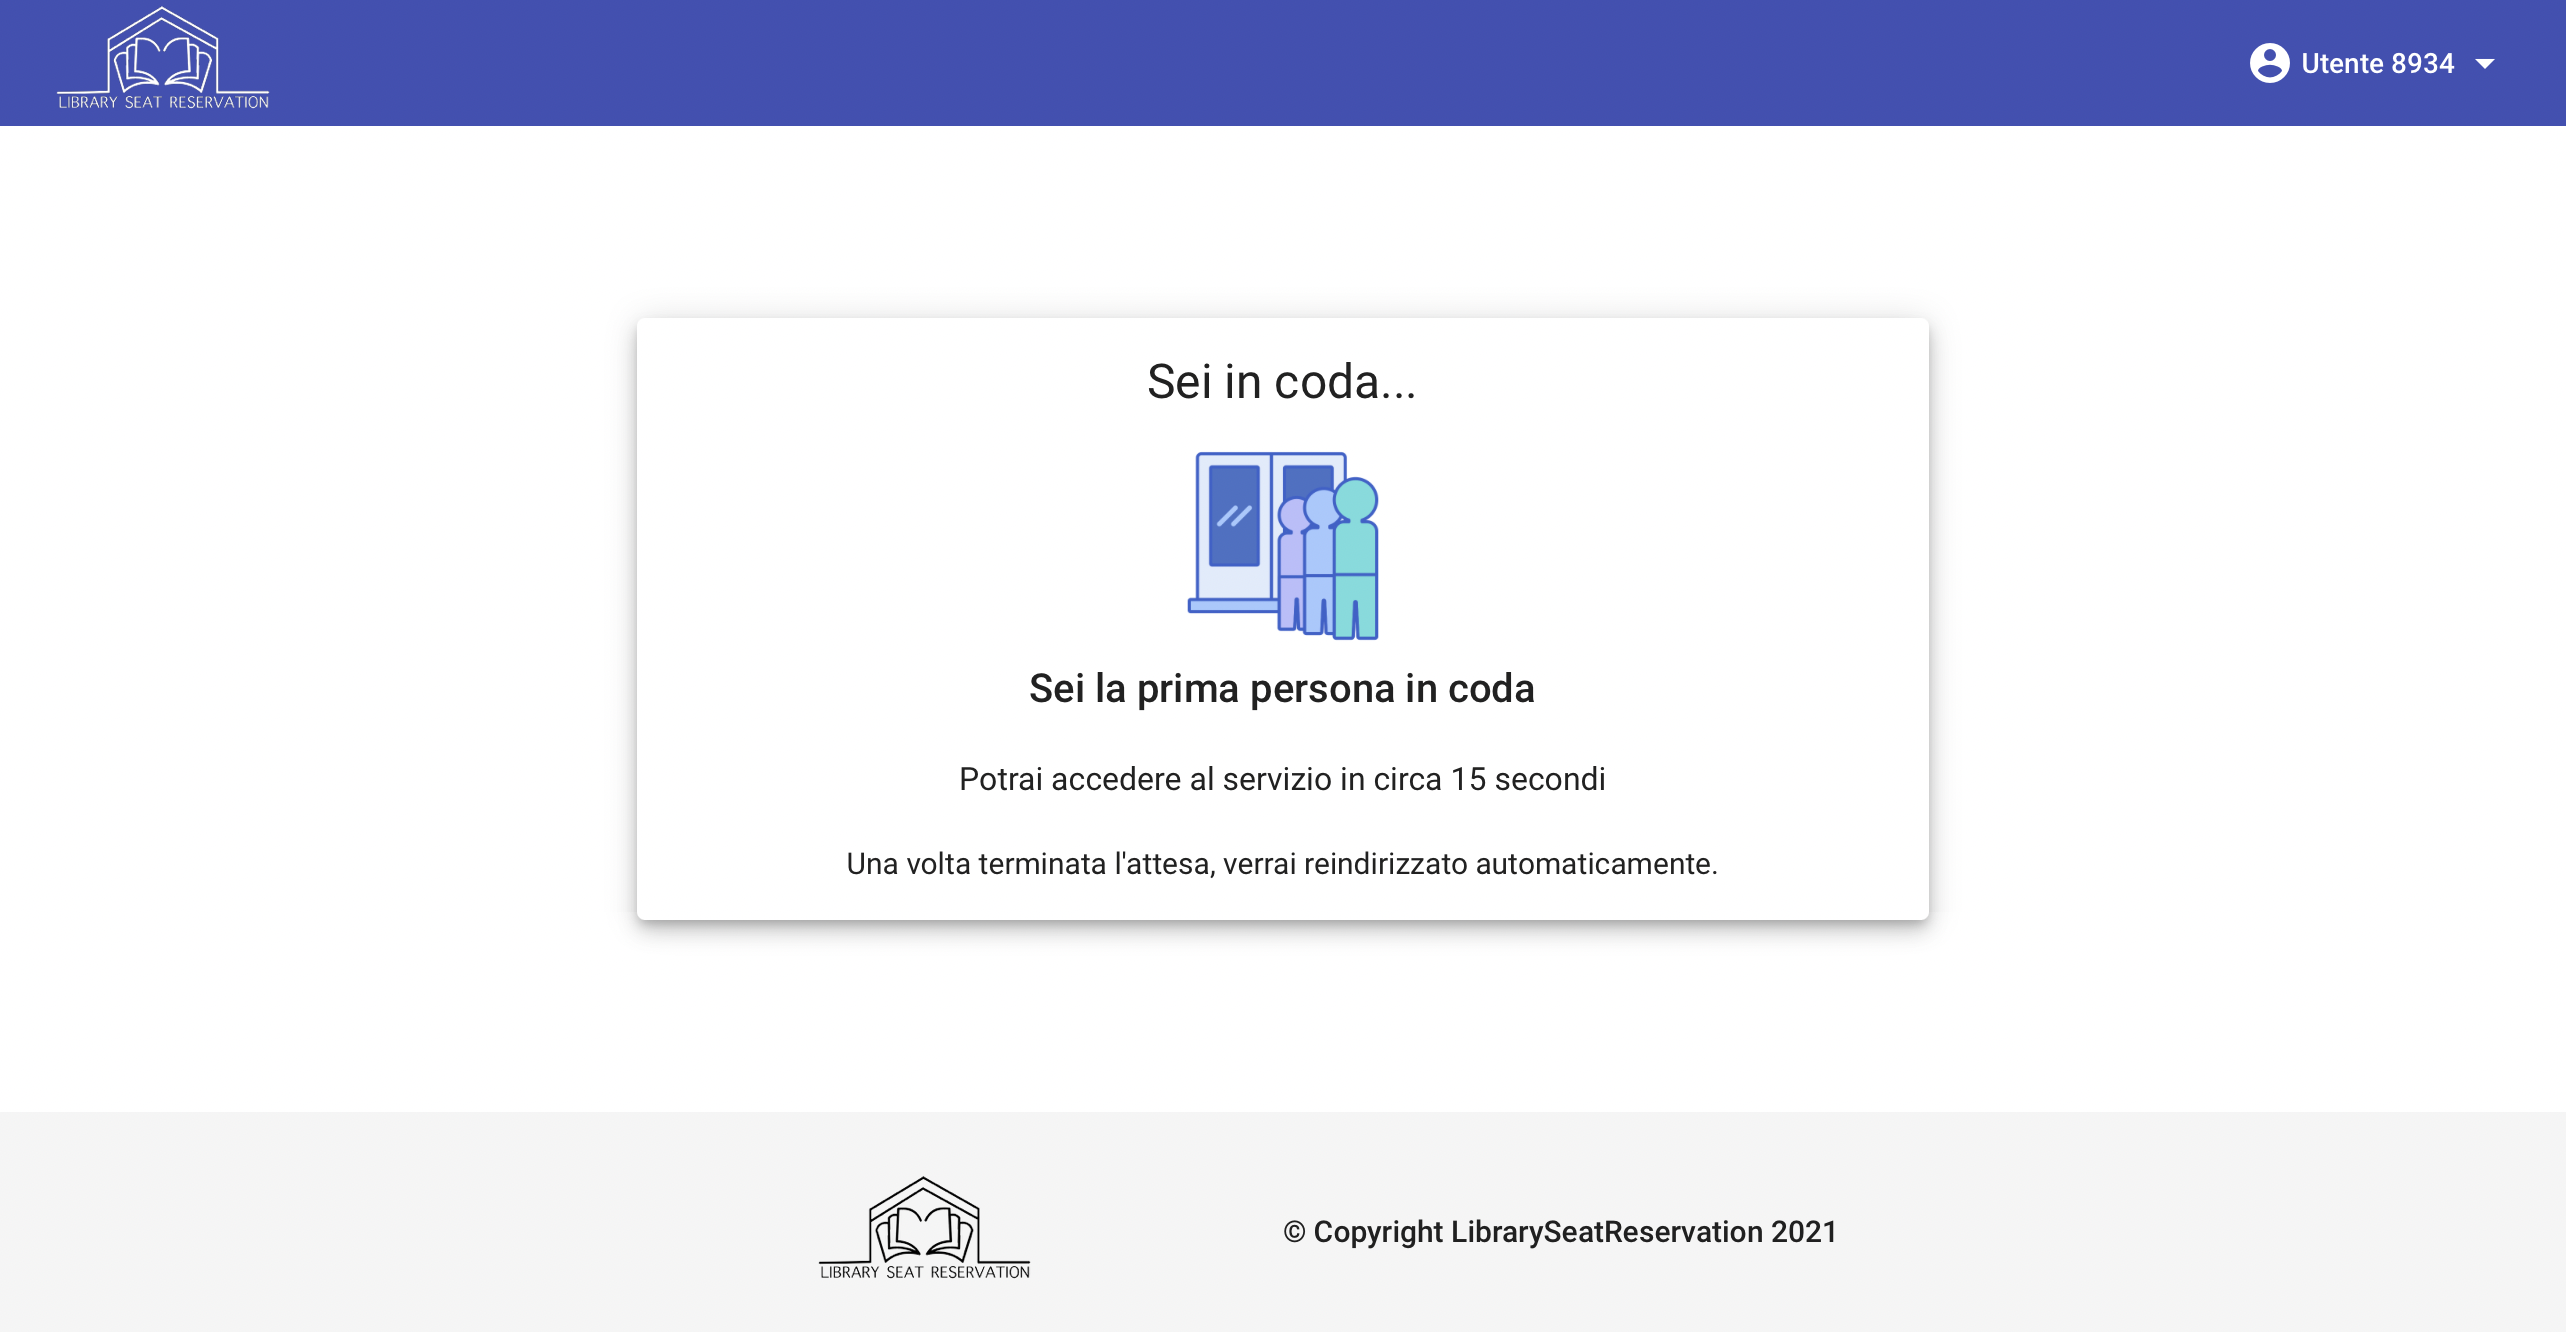 LIBRARY SEAT RESERVATION
Utente 8934
Sei in coda...
Sei la prima persona in coda
Potrai accedere al servizio in circa 15 secondi
Una volta terminata l'attesa, verrai reindirizzato automaticamente.
LIBRARY SEAT RESERVATION
© Copyright LibrarySeatReservation 2021